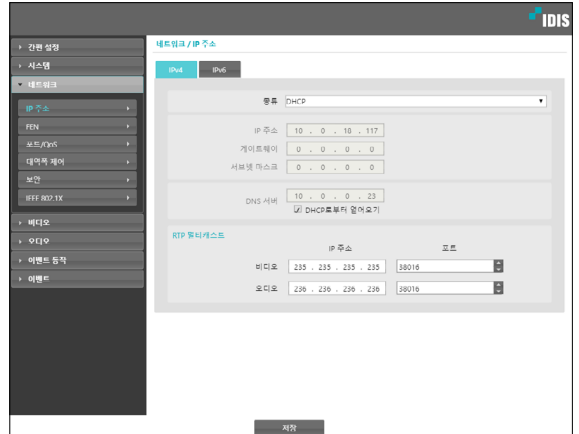 IDIS
간편 설정
시스템
네트워크
IP 주소
FEN
포트/QoS
대역폭 제어
보안
IEEE 802.1X
비디오
오디오
이벤트 동작
이벤트
네트워크 / IP 주소
IPv4 IPv6
종류 DHCP
IP 주소 10 . 0 . 18 . 117
게이트웨이 0 . 0 . 0 . 0
서브넷 마스크 0 . 0 . 0 . 0
DNS 서버 10 . 0 . 0 . 23
DHCP로부터 얻어오기
RTP 멀티캐스트
IP 주소 포트
비디오 235 . 235 . 235 . 235 38016
오디오 236 . 236 . 236 . 236 38016
저장